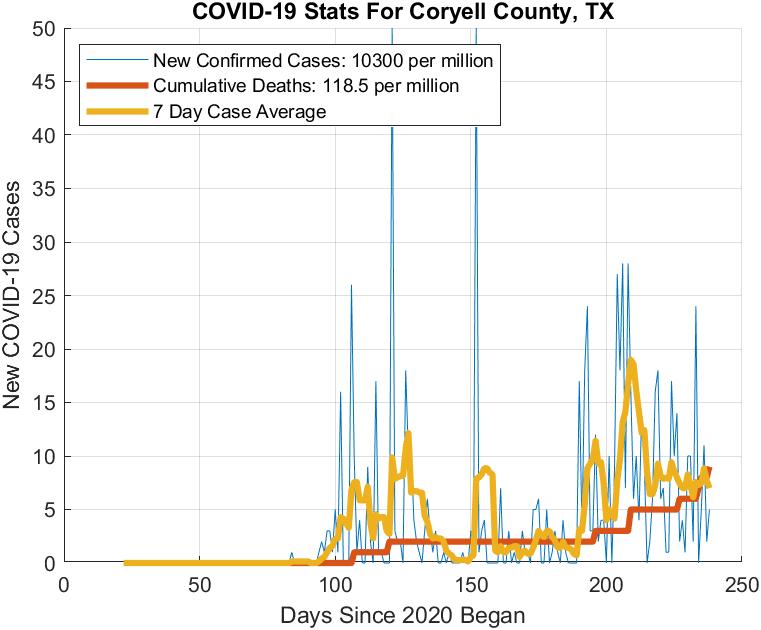 COVID-19 Stats For Coryell County, TX
New Confirmed Cases: 10300 per million
Cumulative Deaths: 118.5 per million
7 Day Case Average
New COVID-19 Cases
50
45
40
35
30
25
20
15
10
5
0
0 50 100 150 200 250
Days Since 2020 Began